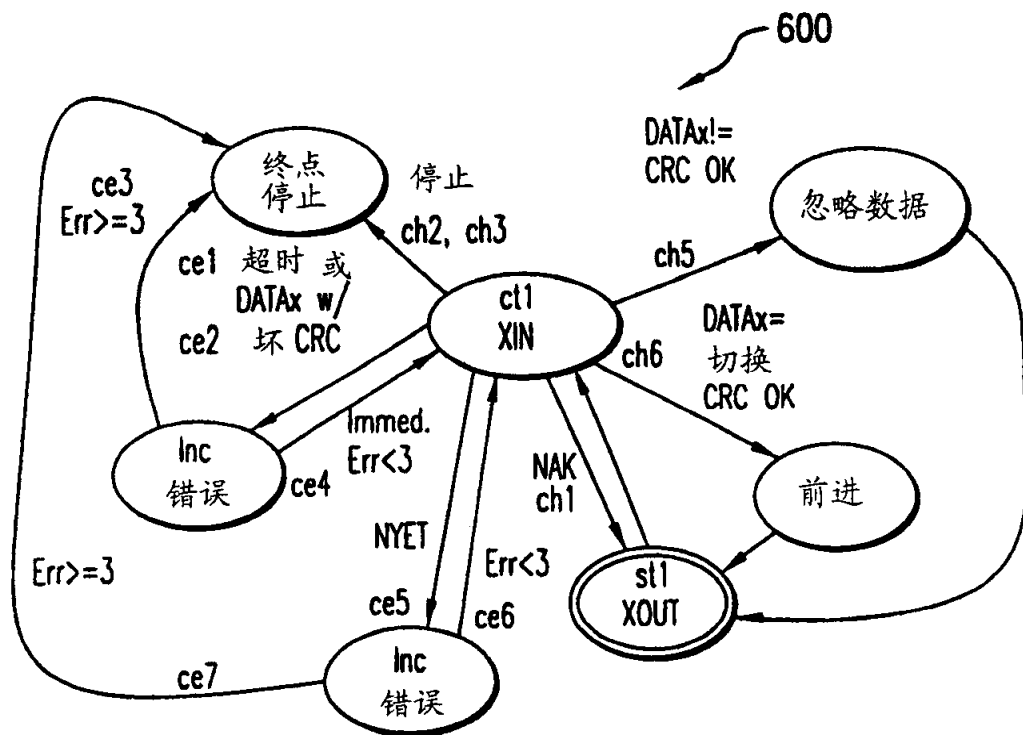 600
DATAx!=
CRC OK
终点
停止
停止
ch2, ch3
忽略数据
ce3
Err>=3
ce1 超时 或
DATAx w/
ce2 坏 CRC
ct1
XIN
ch5
DATAx=
切换
CRC OK
ch6
Immed.
Err<3
ce4
Inc
错误
NAK
ch1
前进
NYET
Err<3
Err>=3
st1
XOUT
ce5
ce6
Inc
错误
ce7